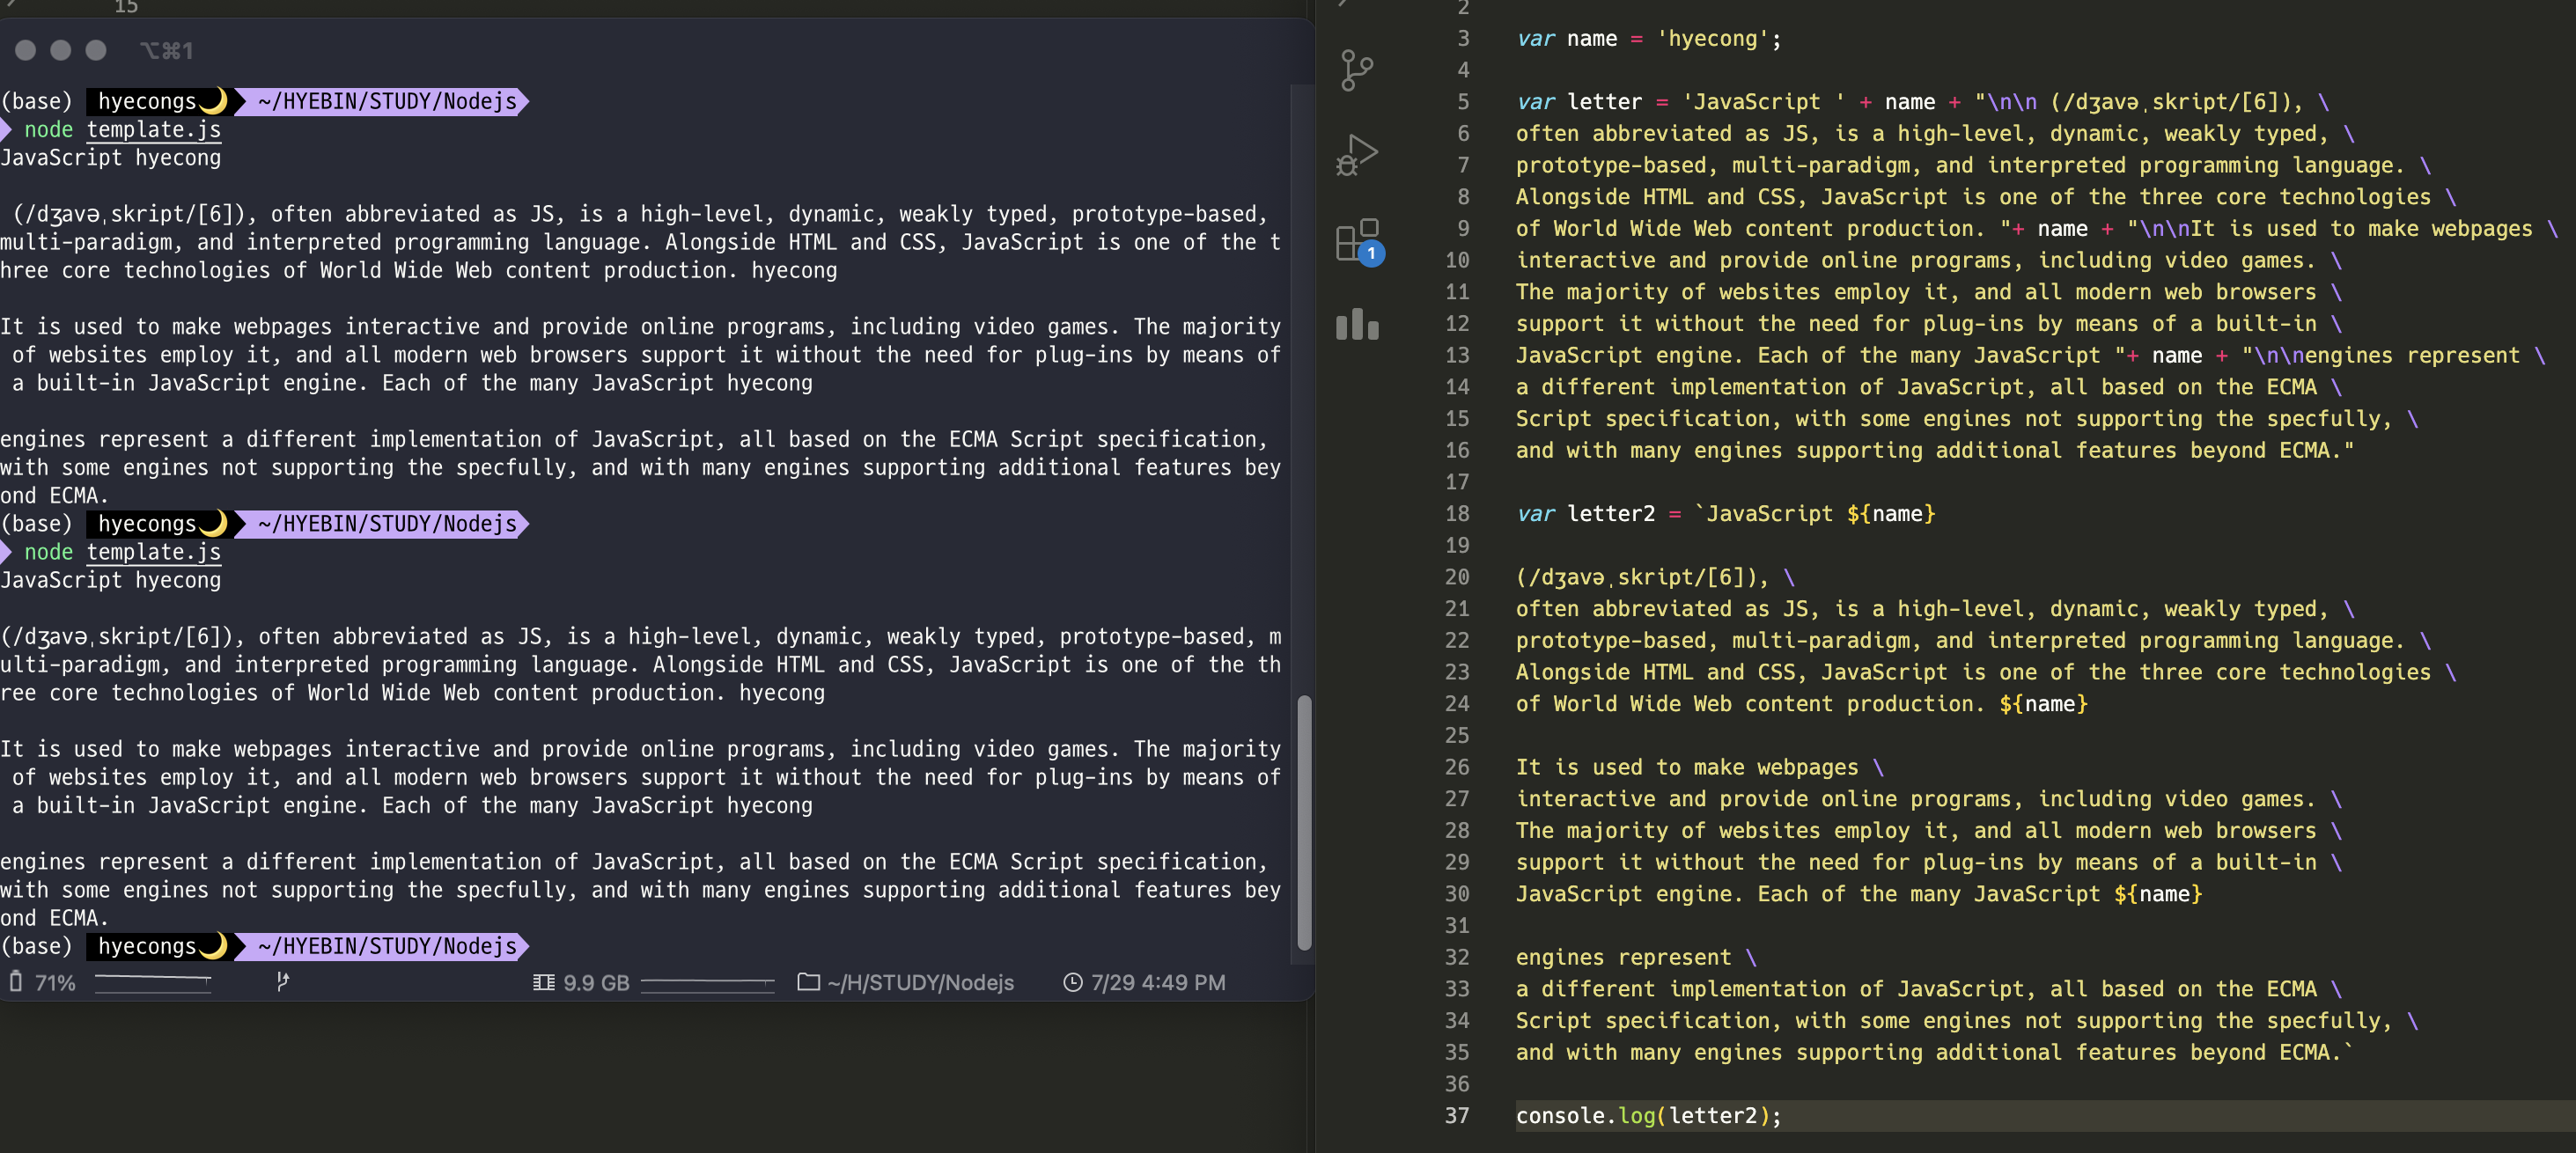 15
⌥⌘1
(base) hyecongs🌙 ~/HYEBIN/STUDY/Nodejs
node template.js
JavaScript hyecong
(/dʒavəˌskript/[6]), often abbreviated as JS, is a high-level, dynamic, weakly typed, prototype-based,
multi-paradigm, and interpreted programming language. Alongside HTML and CSS, JavaScript is one of the t
hree core technologies of World Wide Web content production. hyecong
It is used to make webpages interactive and provide online programs, including video games. The majority
of websites employ it, and all modern web browsers support it without the need for plug-ins by means of
a built-in JavaScript engine. Each of the many JavaScript hyecong
engines represent a different implementation of JavaScript, all based on the ECMA Script specification,
with some engines not supporting the specfully, and with many engines supporting additional features bey
ond ECMA.
(base) hyecongs🌙 ~/HYEBIN/STUDY/Nodejs
node template.js
JavaScript hyecong
(/dʒavəˌskript/[6]), often abbreviated as JS, is a high-level, dynamic, weakly typed, prototype-based, m
ulti-paradigm, and interpreted programming language. Alongside HTML and CSS, JavaScript is one of the th
ree core technologies of World Wide Web content production. hyecong
It is used to make webpages interactive and provide online programs, including video games. The majority
of websites employ it, and all modern web browsers support it without the need for plug-ins by means of
a built-in JavaScript engine. Each of the many JavaScript hyecong
engines represent a different implementation of JavaScript, all based on the ECMA Script specification,
with some engines not supporting the specfully, and with many engines supporting additional features bey
ond ECMA.
(base) hyecongs🌙 ~/HYEBIN/STUDY/Nodejs
71% 9.9 GB ~/H/STUDY/Nodejs 7/29 4:49 PM
1
2
3 var name = 'hyecong';
4
5 var letter = 'JavaScript ' + name + "\n\n (/dʒavəˌskript/[6]), \
6 often abbreviated as JS, is a high-level, dynamic, weakly typed, \
7 prototype-based, multi-paradigm, and interpreted programming language. \
8 Alongside HTML and CSS, JavaScript is one of the three core technologies \
9 of World Wide Web content production. "+ name + "\n\nIt is used to make webpages \
10 interactive and provide online programs, including video games. \
11 The majority of websites employ it, and all modern web browsers \
12 support it without the need for plug-ins by means of a built-in \
13 JavaScript engine. Each of the many JavaScript "+ name + "\n\nengines represent \
14 a different implementation of JavaScript, all based on the ECMA \
15 Script specification, with some engines not supporting the specfully, \
16 and with many engines supporting additional features beyond ECMA."
17
18 var letter2 = `JavaScript ${name}
19
20 (/dʒavəˌskript/[6]), \
21 often abbreviated as JS, is a high-level, dynamic, weakly typed, \
22 prototype-based, multi-paradigm, and interpreted programming language. \
23 Alongside HTML and CSS, JavaScript is one of the three core technologies \
24 of World Wide Web content production. ${name}
25
26 It is used to make webpages \
27 interactive and provide online programs, including video games. \
28 The majority of websites employ it, and all modern web browsers \
29 support it without the need for plug-ins by means of a built-in \
30 JavaScript engine. Each of the many JavaScript ${name}
31
32 engines represent \
33 a different implementation of JavaScript, all based on the ECMA \
34 Script specification, with some engines not supporting the specfully, \
35 and with many engines supporting additional features beyond ECMA.`
36
37 console.log(letter2);